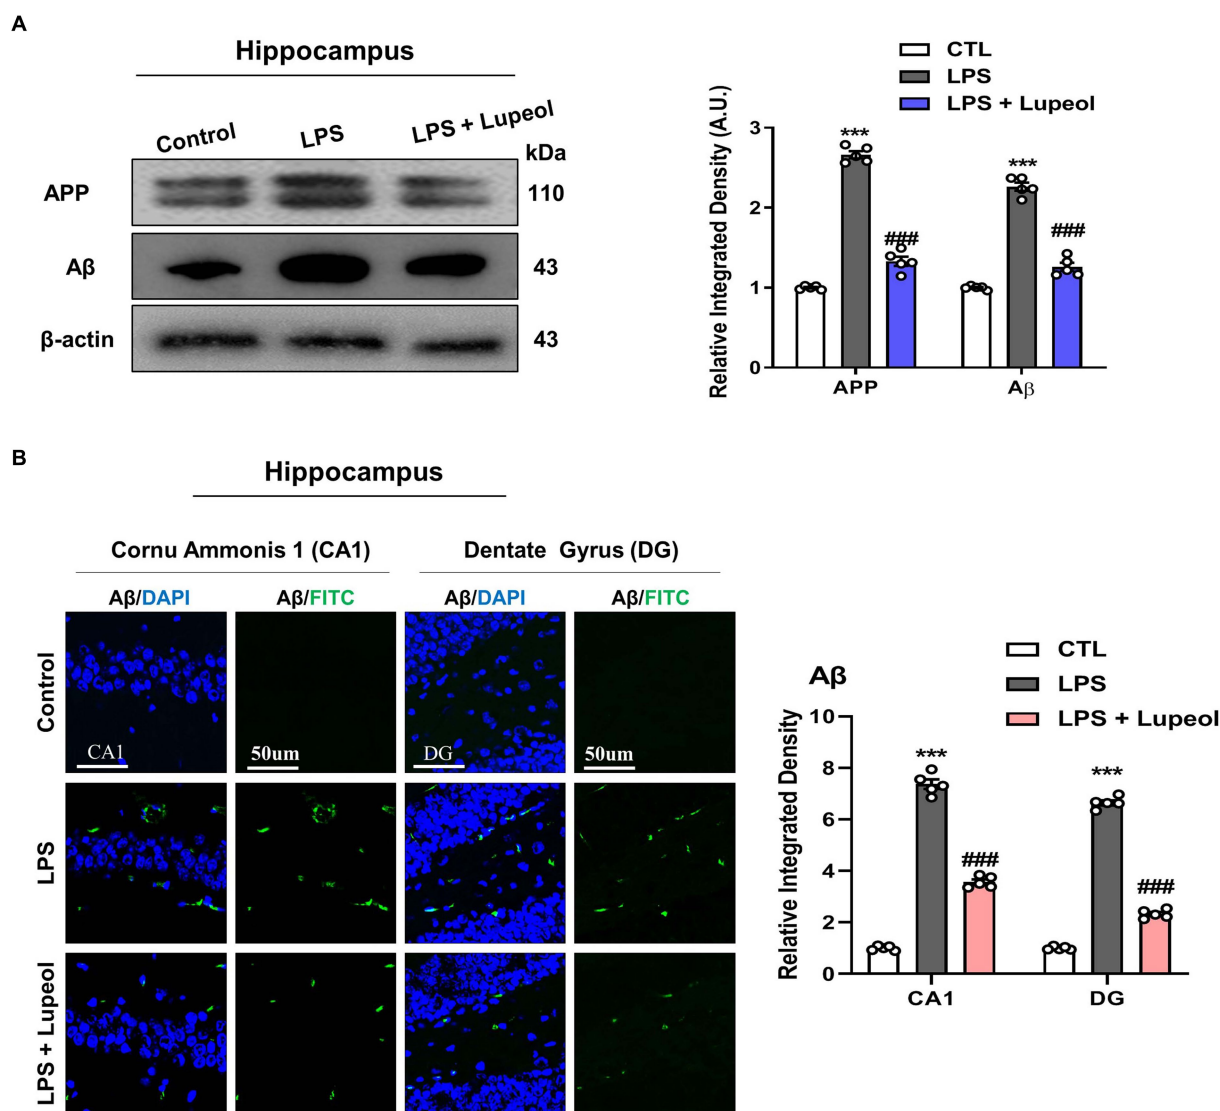 A
Hippocampus
Control LPS LPS + Lupeol
kDa
APP 110
Aβ 43
β-actin 43
CTL
LPS
LPS + Lupeol
Relative Integrated Density (A.U.)
3
2
1
0
*** ### *** ###
APP Aβ
B
Hippocampus
Cornu Ammonis 1 (CA1) Dentate Gyrus (DG)
Aβ/DAPI Aβ/FITC Aβ/DAPI Aβ/FITC
Control
CA1 50um DG 50um
LPS
LPS + Lupeol
CTL
LPS
LPS + Lupeol
Aβ
Relative Integrated Density
10
8
6
4
2
0
*** ### *** ###
CA1 DG